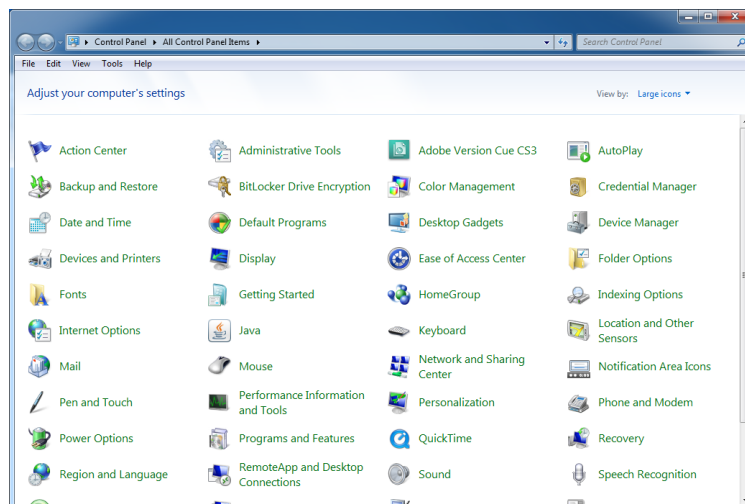 Control Panel All Control Panel Items Search Control Panel
File Edit View Tools Help
Adjust your computer's settings View by: Large icons
Action Center Administrative Tools Adobe Version Cue CS3 AutoPlay
Backup and Restore BitLocker Drive Encryption Color Management Credential Manager
Date and Time Default Programs Desktop Gadgets Device Manager
Devices and Printers Display Ease of Access Center Folder Options
Fonts Getting Started HomeGroup Indexing Options
Internet Options Java Keyboard Location and Other
Sensors
Mail Mouse Network and Sharing
Center Notification Area Icons
Pen and Touch Performance Information
and Tools Personalization Phone and Modem
Power Options Programs and Features QuickTime Recovery
Region and Language RemoteApp and Desktop
Connections Sound Speech Recognition